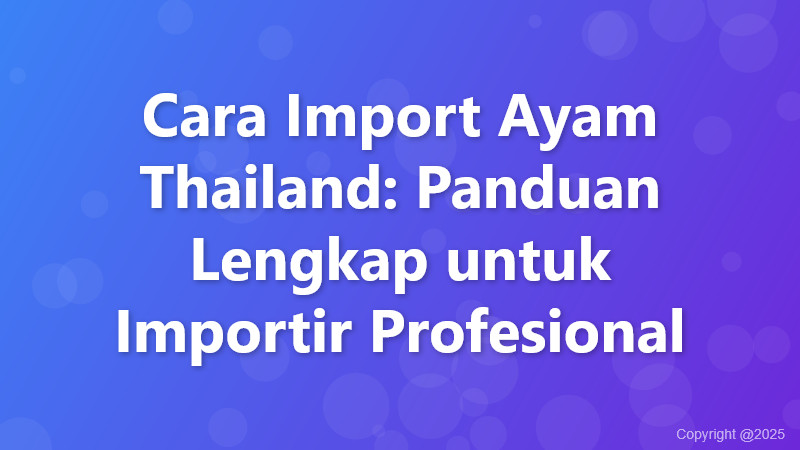 Cara Import Ayam
Thailand: Panduan
Lengkap untuk
Importir Profesional
Copyright @2025